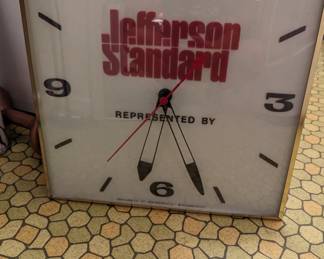 Jefferson
Standard
9
3
REPRESENTED BY
6